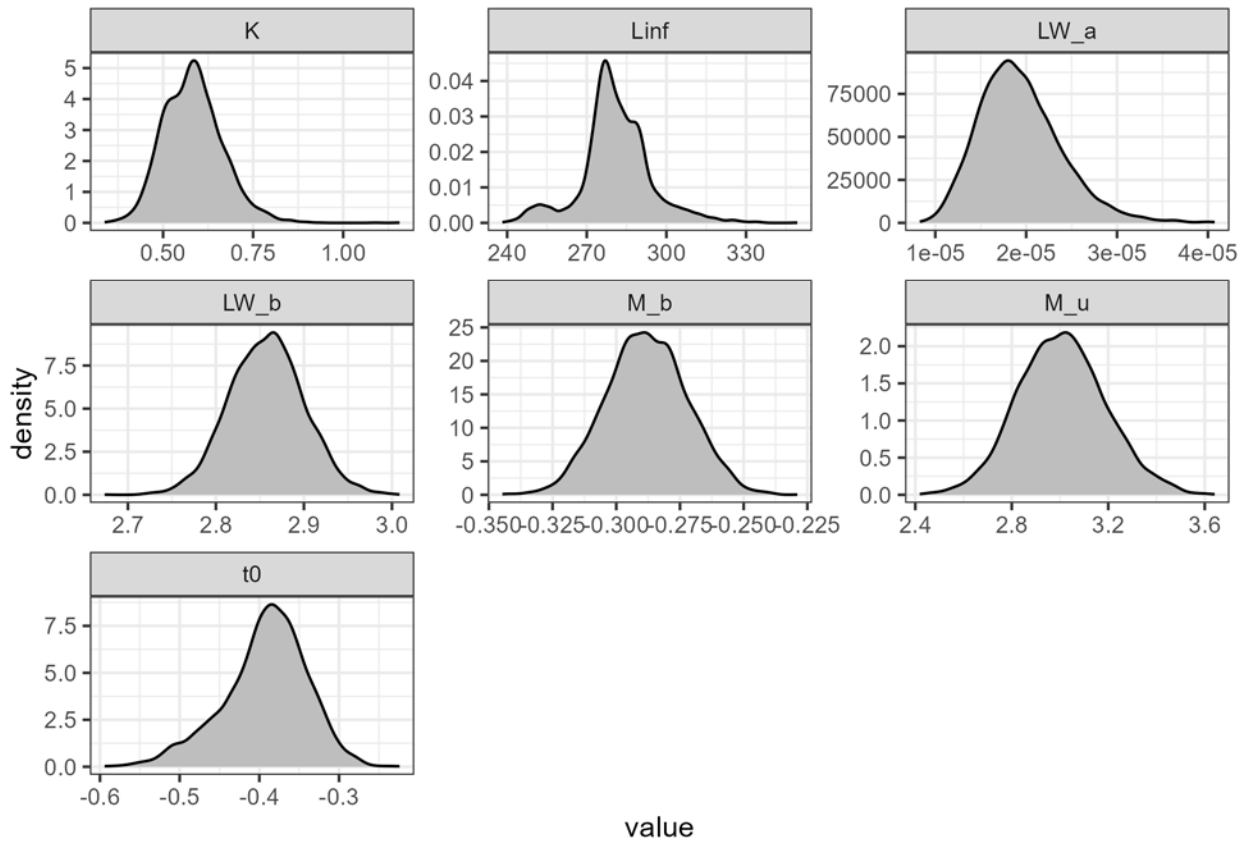 K
Linf
LW_a
5
4
3
2
1
0
0.04
0.03
0.02
0.01
0.00
75000
50000
25000
0
0.50 0.75 1.00
240 270 300 330
1e-05 2e-05 3e-05 4e-05
LW_b
M_b
M_u
7.5
5.0
2.5
0.0
25
20
15
10
5
0
2.0
1.5
1.0
0.5
0.0
2.7 2.8 2.9 3.0
-0.350 -0.325 -0.300 -0.275 -0.250 -0.225
2.4 2.8 3.2 3.6
t0
7.5
5.0
2.5
0.0
-0.6 -0.5 -0.4 -0.3
density
value